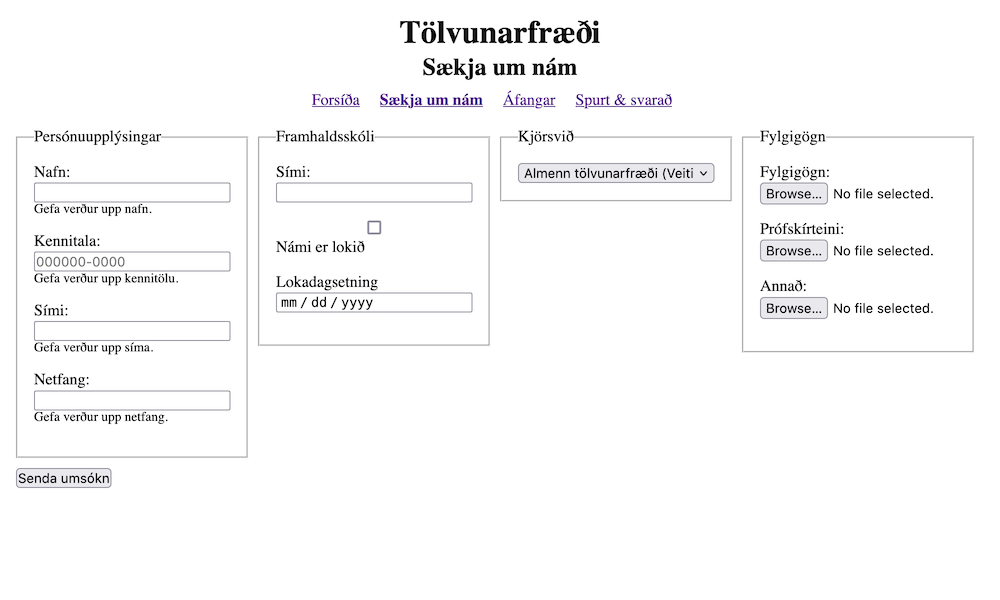 Tölvunarfræði
Sækja um nám
Forsíða Sækja um nám Áfangar Spurt & svarað
Persónuupplýsingar
Nafn:
Gefa verður upp nafn.
Kennitala:
000000-0000
Gefa verður upp kennitölu.
Sími:
Gefa verður upp síma.
Netfang:
Gefa verður upp netfang.
Framhaldsskóli
Sími:
Námi er lokið
Lokadagsetning
mm / dd / yyyy
Kjörsvið
Almenn tölvunarfræði (Veiti
Fylgigögn
Fylgigögn:
Browse... No file selected.
Prófskírteini:
Browse... No file selected.
Annað:
Browse... No file selected.
Senda umsókn